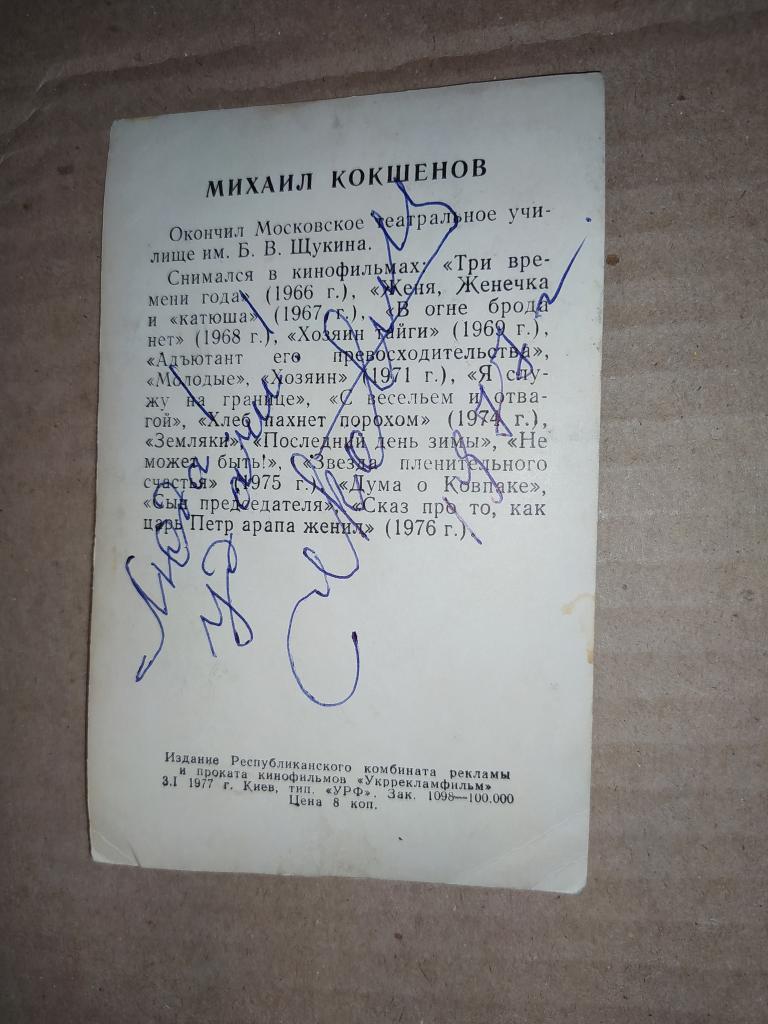 МИХАИЛ КОКШЕНОВ
Окончил Московское театральное учи-
лище им. Б. В. Щукина.
Снимался в кинофильмах: «Три вре-
мени года» (1966 г.), «Женя, Женечка
и «катюша» (1967 г.), «В огне брода
нет» (1968 г.), «Хозяин тайги» (1969 г.),
«Адъютант его превосходительства»,
«Молодые», «Хозяин» (1971 г.), «Я слу-
жу на границе», «С весельем и отва-
гой», «Хлеб пахнет порохом» (1974 г.),
«Земляки», «Последний день зимы», «Не
может быть!», «Звезда пленительного
счастья» (1975 г.), «Дума о Ковпаке»,
«Сын председателя», «Сказ про то, как
царь Петр арапа женил» (1976 г.).
Люда!
удачи!
1977 г.
Издание Республиканского комбината рекламы
и проката кинофильмов «Укррекламфильм»
3.I 1977 г. Киев, тип. «УРФ». Зак. 1098—100.000
Цена 8 коп.